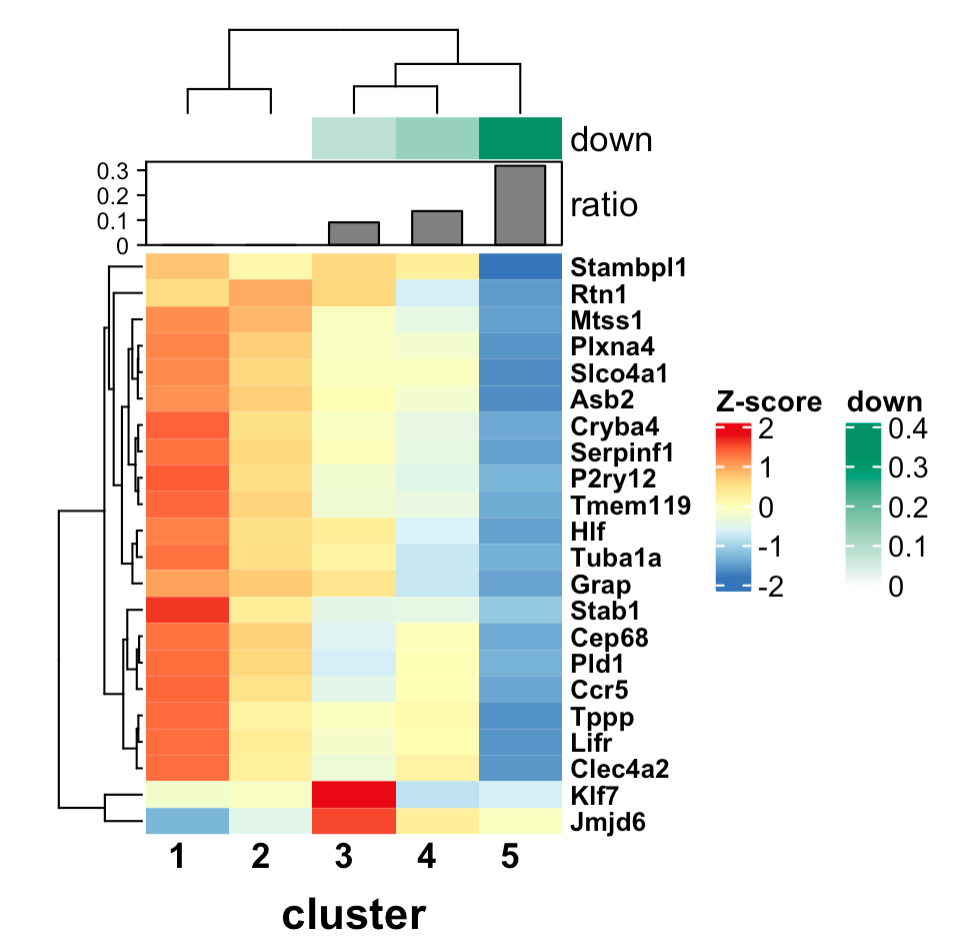 down
0.3
0.2
0.1
0
ratio
Stambpl1
Rtn1
Mtss1
Plxna4
Slco4a1
Asb2
Cryba4
Serpinf1
P2ry12
Tmem119
Hlf
Tuba1a
Grap
Stab1
Cep68
Pld1
Ccr5
Tppp
Lifr
Clec4a2
Klf7
Jmjd6
1 2 3 4 5
cluster
Z-score
2
1
0
-1
-2
down
0.4
0.3
0.2
0.1
0